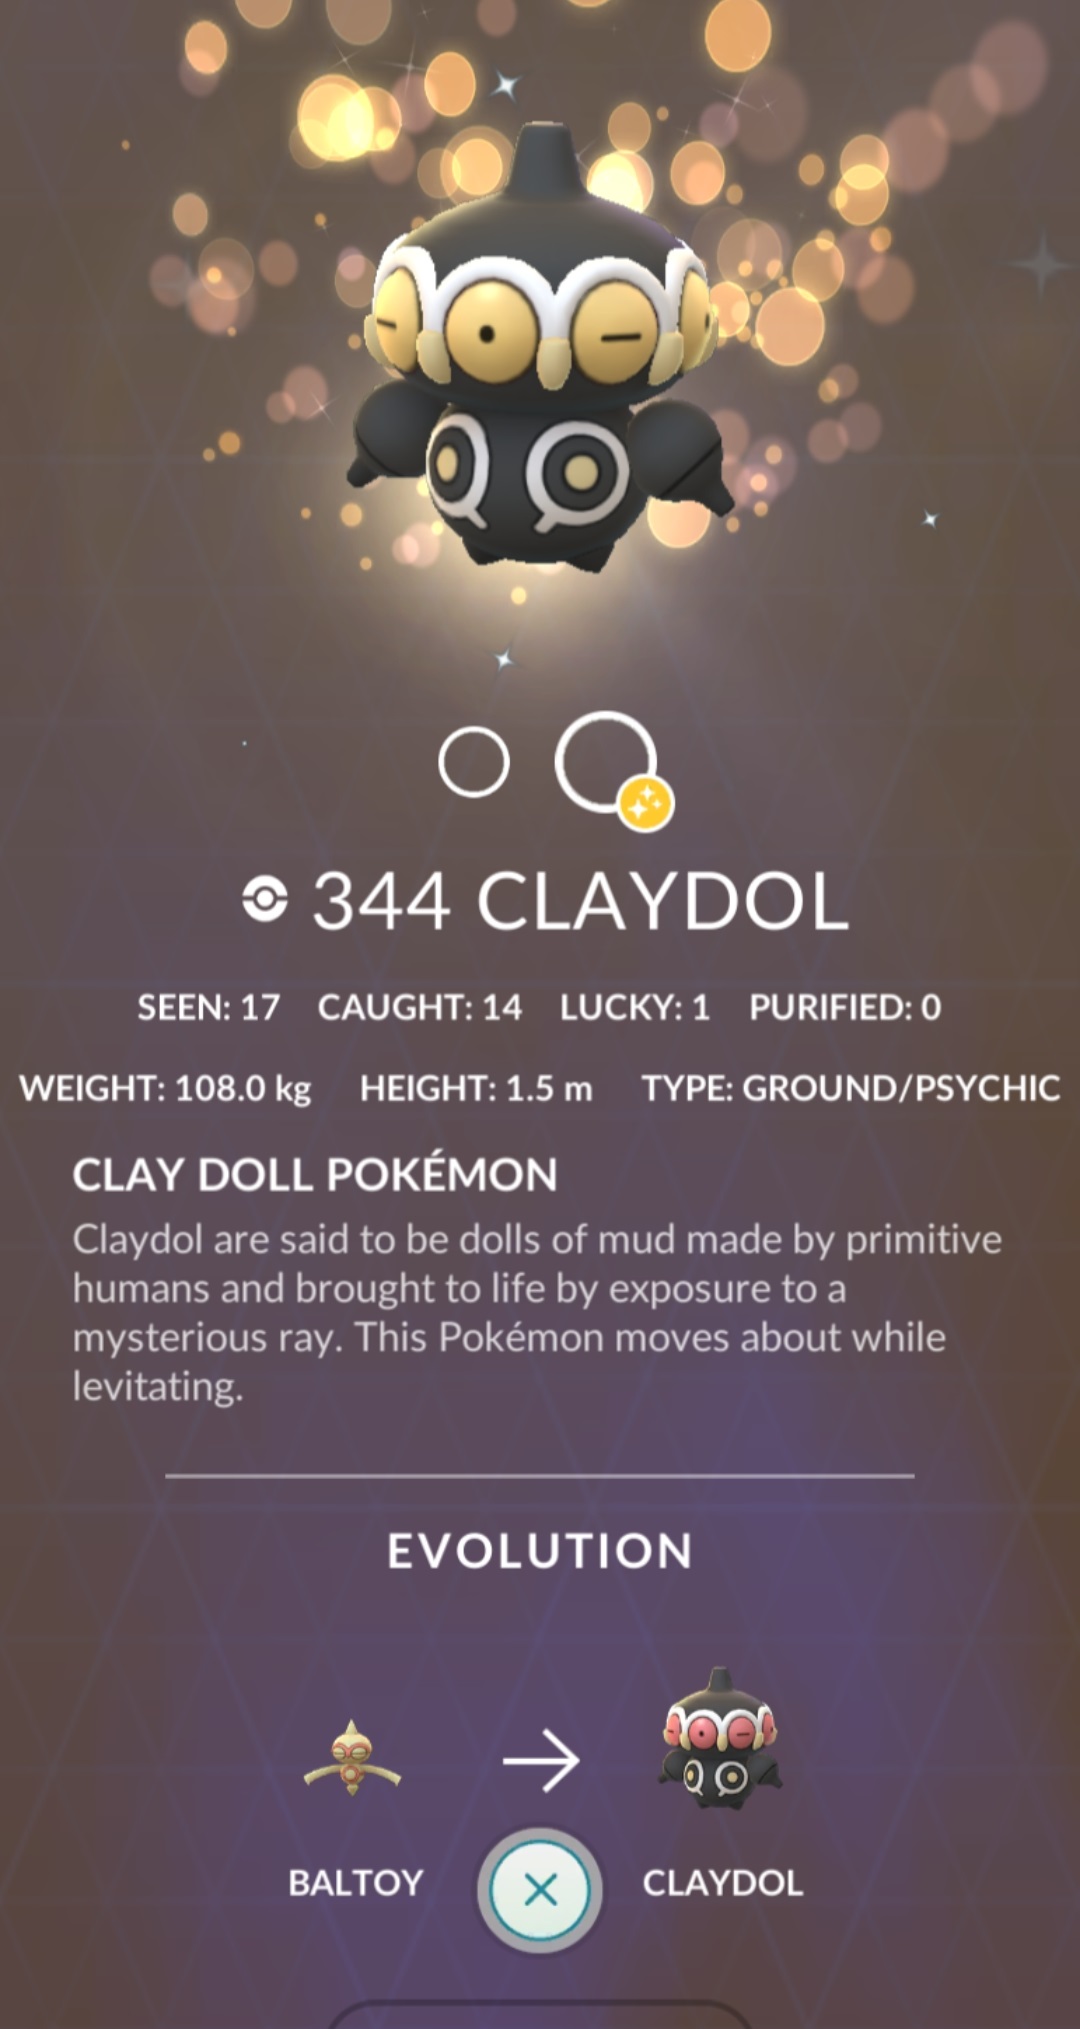 344 CLAYDOL
SEEN: 17 CAUGHT: 14 LUCKY: 1 PURIFIED: 0
WEIGHT: 108.0 kg HEIGHT: 1.5 m TYPE: GROUND/PSYCHIC
CLAY DOLL POKÉMON
Claydol are said to be dolls of mud made by primitive
humans and brought to life by exposure to a
mysterious ray. This Pokémon moves about while
levitating.
EVOLUTION
BALTOY CLAYDOL